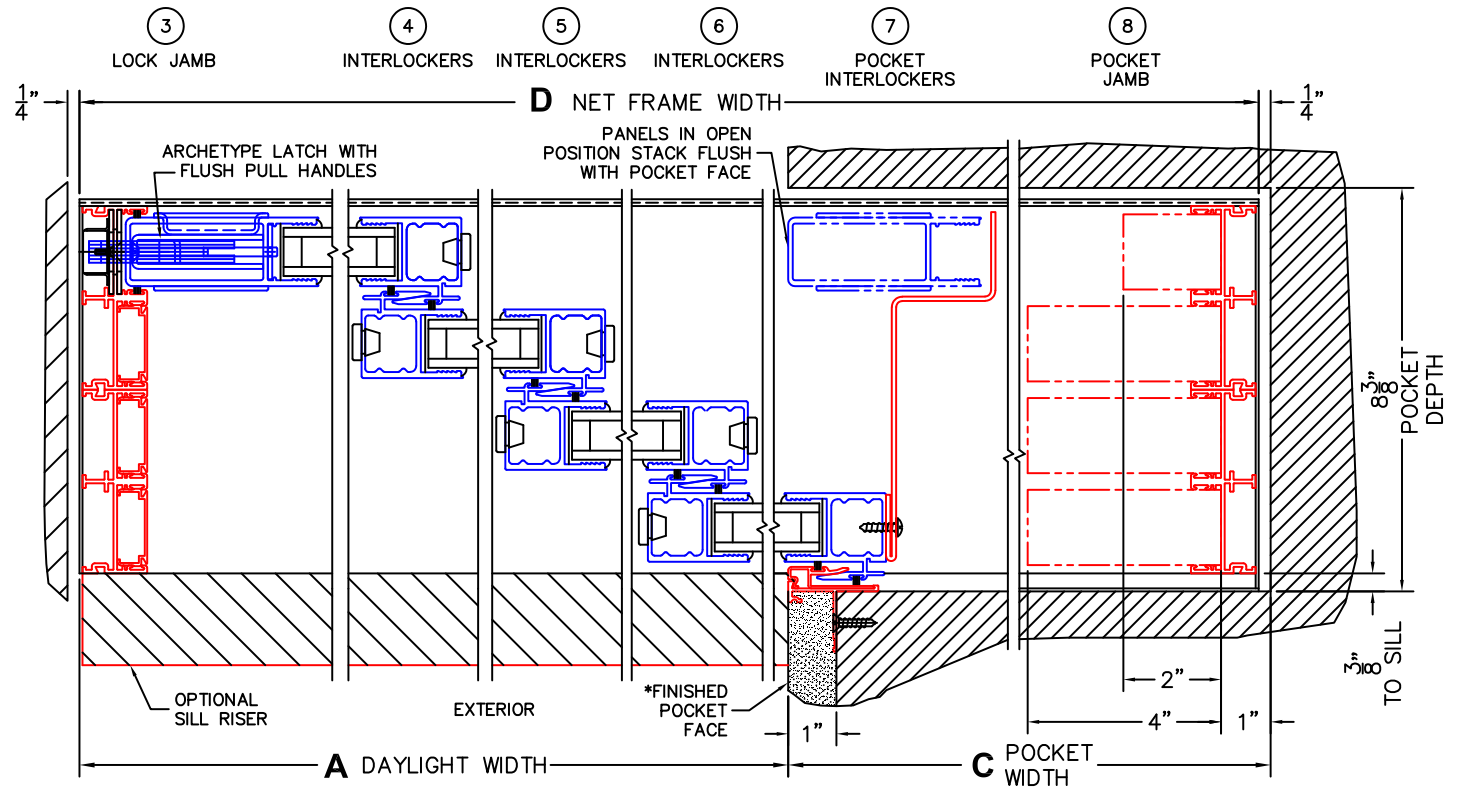 3
4
5
6
7
8
LOCK JAMB
INTERLOCKERS
INTERLOCKERS
INTERLOCKERS
POCKET
INTERLOCKERS
POCKET
JAMB
1/4"
D NET FRAME WIDTH
1/4"
ARCHETYPE LATCH WITH
FLUSH PULL HANDLES
PANELS IN OPEN
POSITION STACK FLUSH
WITH POCKET FACE
8 3/8"
POCKET
DEPTH
3/8"
TO SILL
OPTIONAL
SILL RISER
EXTERIOR
*FINISHED
POCKET
FACE
1"
2"
4"
1"
A DAYLIGHT WIDTH
C POCKET
WIDTH